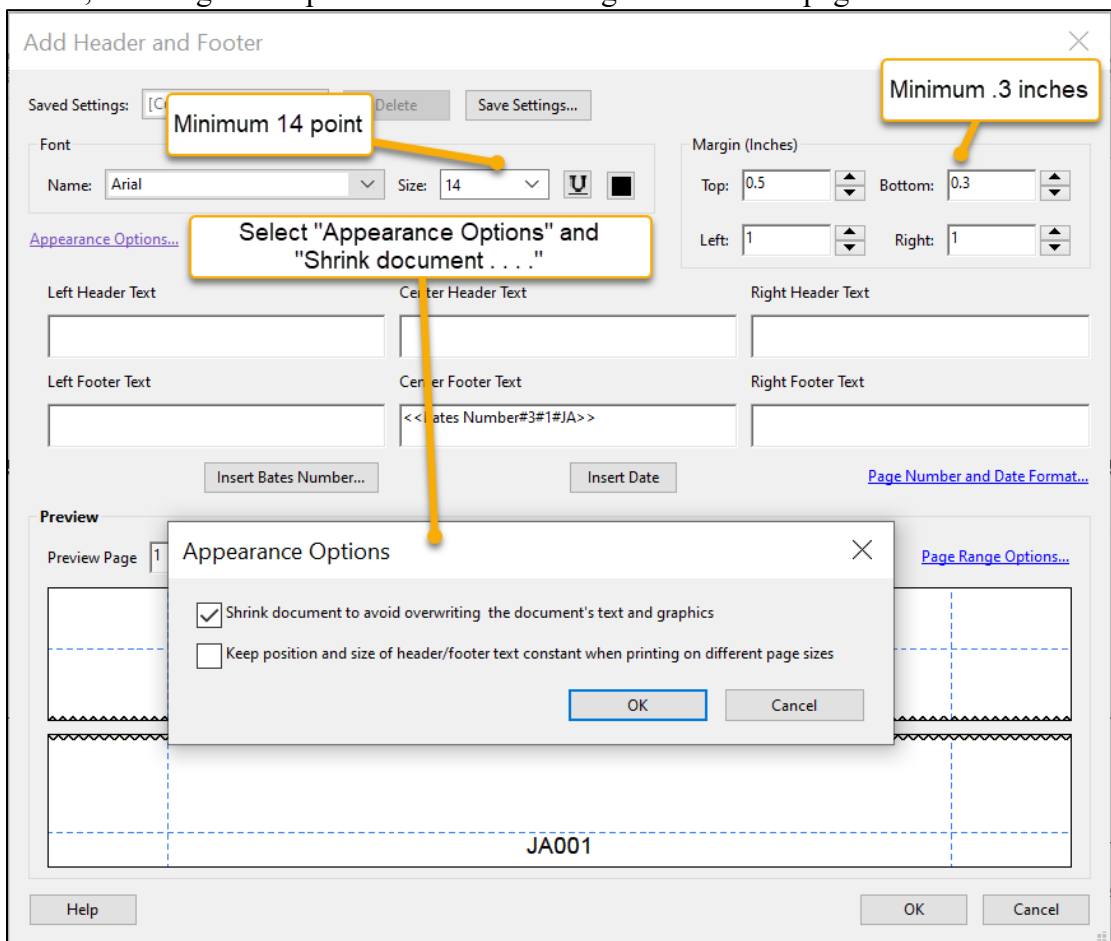 Add Header and Footer
Minimum .3 inches
Saved Settings: [C Delete Save Settings...
Minimum 14 point
Font
Margin (Inches)
Name: Arial Size: 14 U Top: 0.5 Bottom: 0.3
Appearance Options...
Select "Appearance Options" and
"Shrink document . . . ."
Left: 1 Right: 1
Left Header Text Center Header Text Right Header Text
Left Footer Text Center Footer Text Right Footer Text
<<Bates Number#3#1#JA>>
Insert Bates Number... Insert Date Page Number and Date Format...
Preview
Preview Page 1 Page Range Options...
Appearance Options
Shrink document to avoid overwriting the document's text and graphics
Keep position and size of header/footer text constant when printing on different page sizes
OK Cancel
JA001
Help OK Cancel